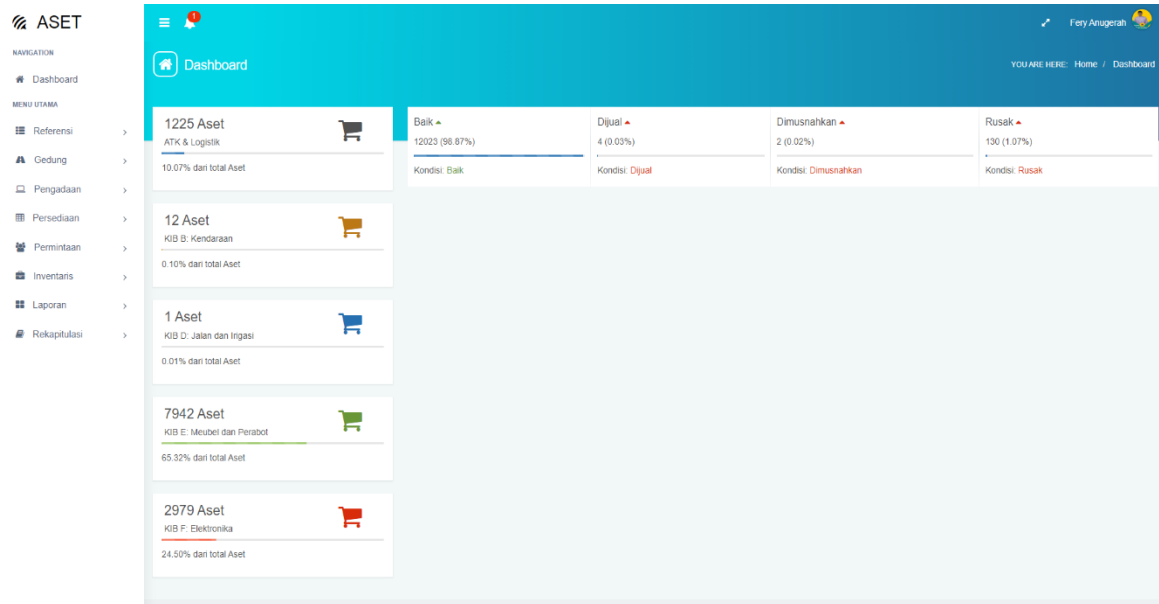 ASET
NAVIGATION
Dashboard
MENU UTAMA
Referensi
Gedung
Pengadaan
Persediaan
Permintaan
Inventaris
Laporan
Rekapitulasi
1
Fery Anugerah
Dashboard
YOU ARE HERE: Home / Dashboard
1225 Aset
ATK & Logistik
10.07% dari total Aset
12 Aset
KIB B: Kendaraan
0.10% dari total Aset
1 Aset
KIB D: Jalan dan Irigasi
0.01% dari total Aset
7942 Aset
KIB E: Meubel dan Perabot
65.32% dari total Aset
2979 Aset
KIB F: Elektronika
24.50% dari total Aset
Baik
12023 (98.87%)
Kondisi: Baik
Dijual
4 (0.03%)
Kondisi: Dijual
Dimusnahkan
2 (0.02%)
Kondisi: Dimusnahkan
Rusak
130 (1.07%)
Kondisi: Rusak